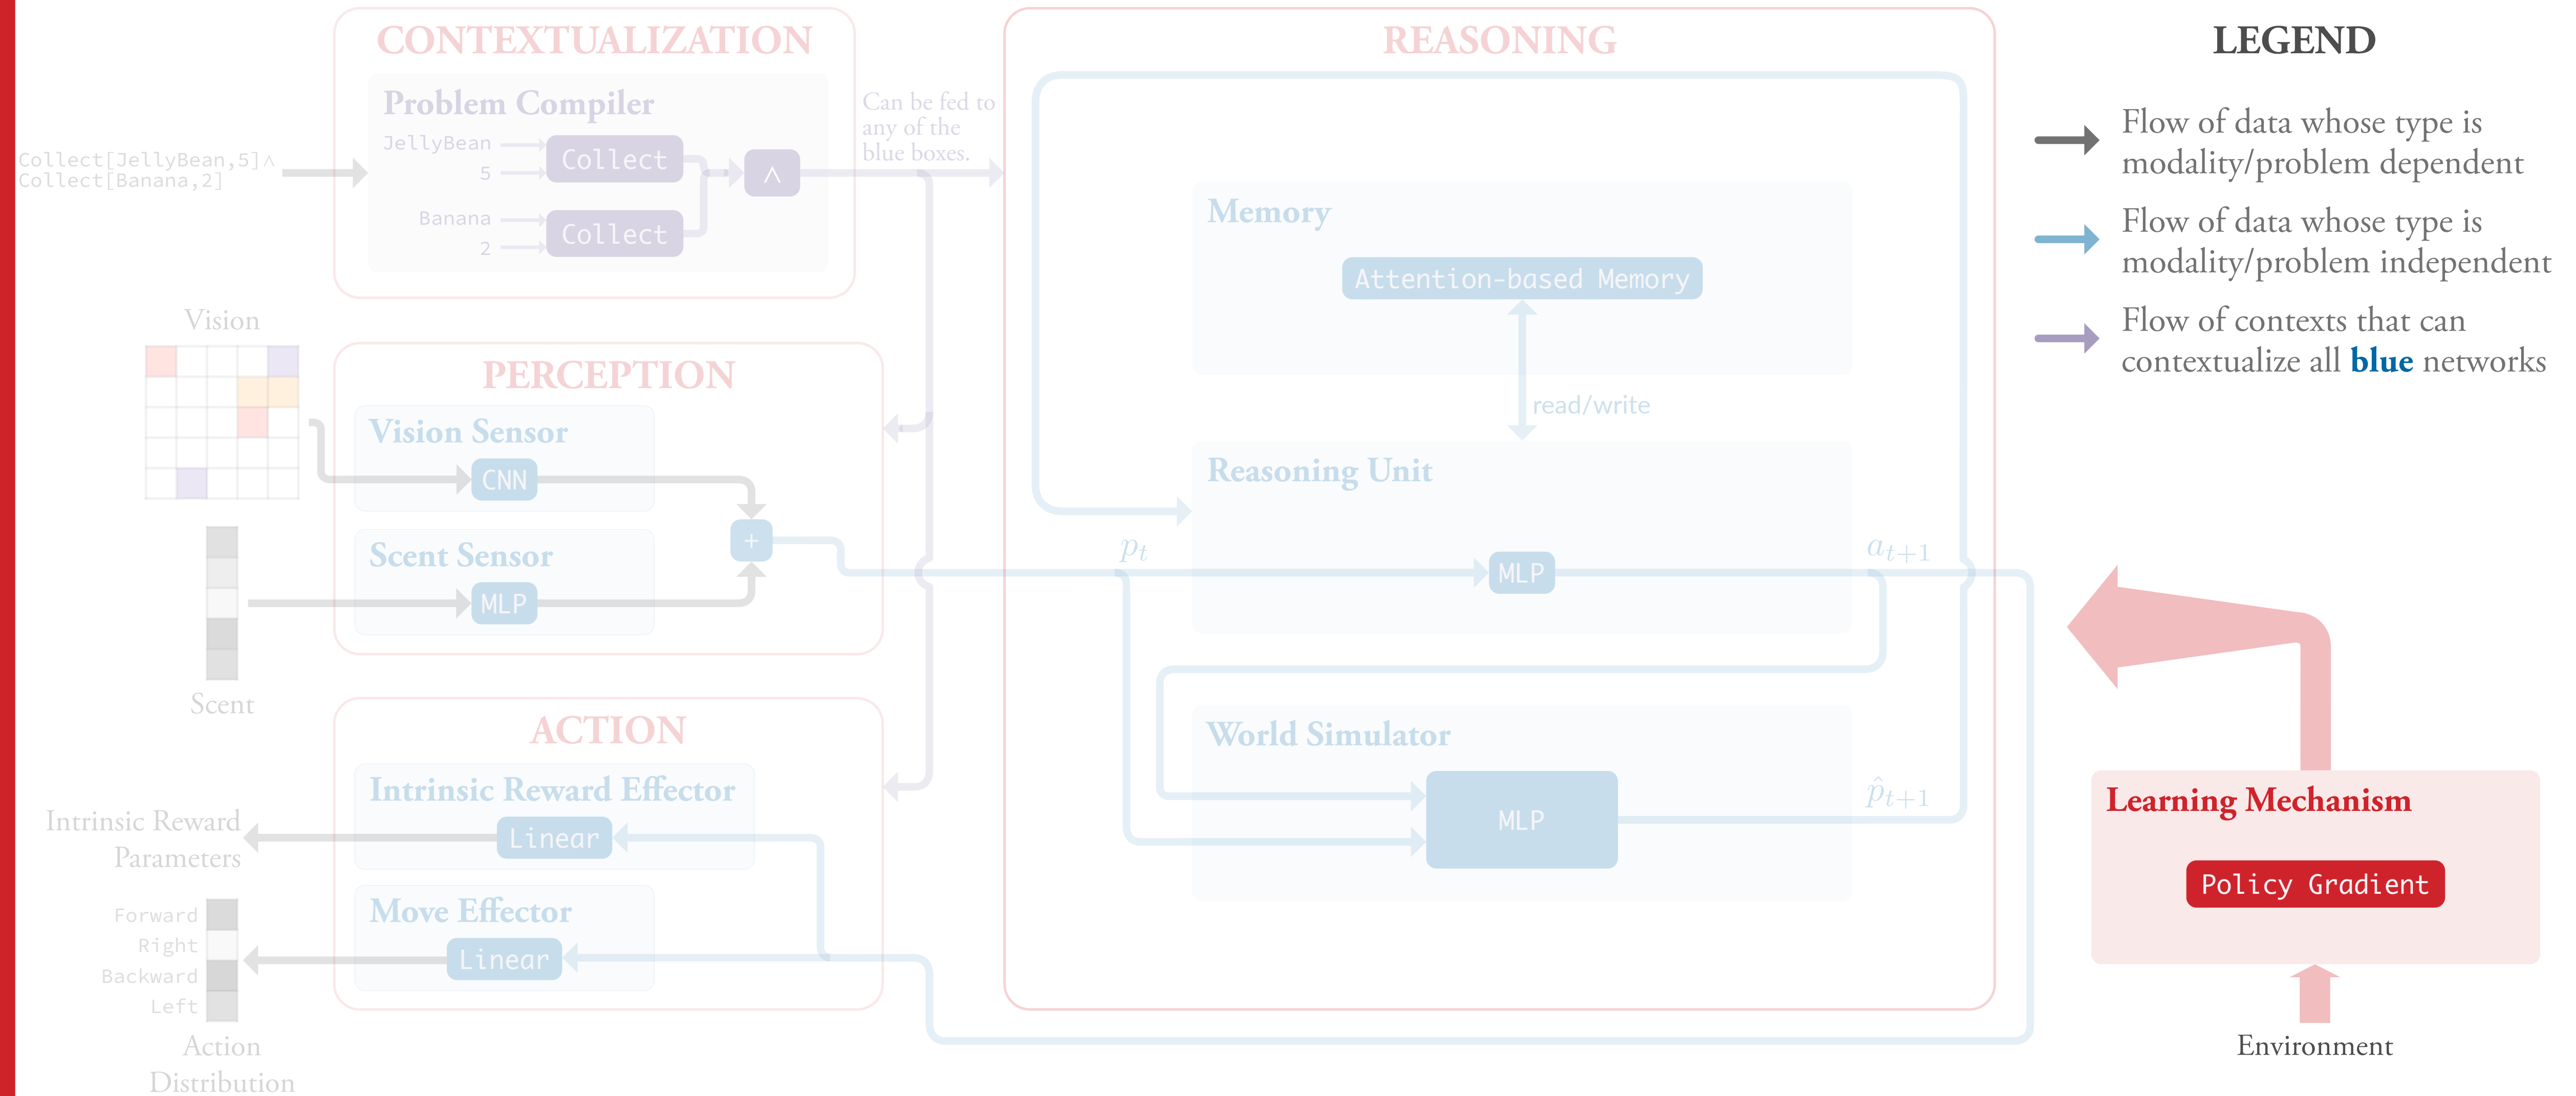 CONTEXTUALIZATION
Problem Compiler
JellyBean
5
Collect
Banana
2
Collect
∧
Collect[JellyBean,5]∧
Collect[Banana,2]
Can be fed to
any of the
blue boxes.
Vision
PERCEPTION
Vision Sensor
CNN
Scent Sensor
MLP
+
Scent
ACTION
Intrinsic Reward Effector
Linear
Move Effector
Linear
Intrinsic Reward
Parameters
Forward
Right
Backward
Left
Action
Distribution
REASONING
Memory
Attention-based Memory
read/write
Reasoning Unit
p_t
MLP
a_{t+1}
World Simulator
MLP
p̂_{t+1}
LEGEND
Flow of data whose type is
modality/problem dependent
Flow of data whose type is
modality/problem independent
Flow of contexts that can
contextualize all blue networks
Learning Mechanism
Policy Gradient
Environment